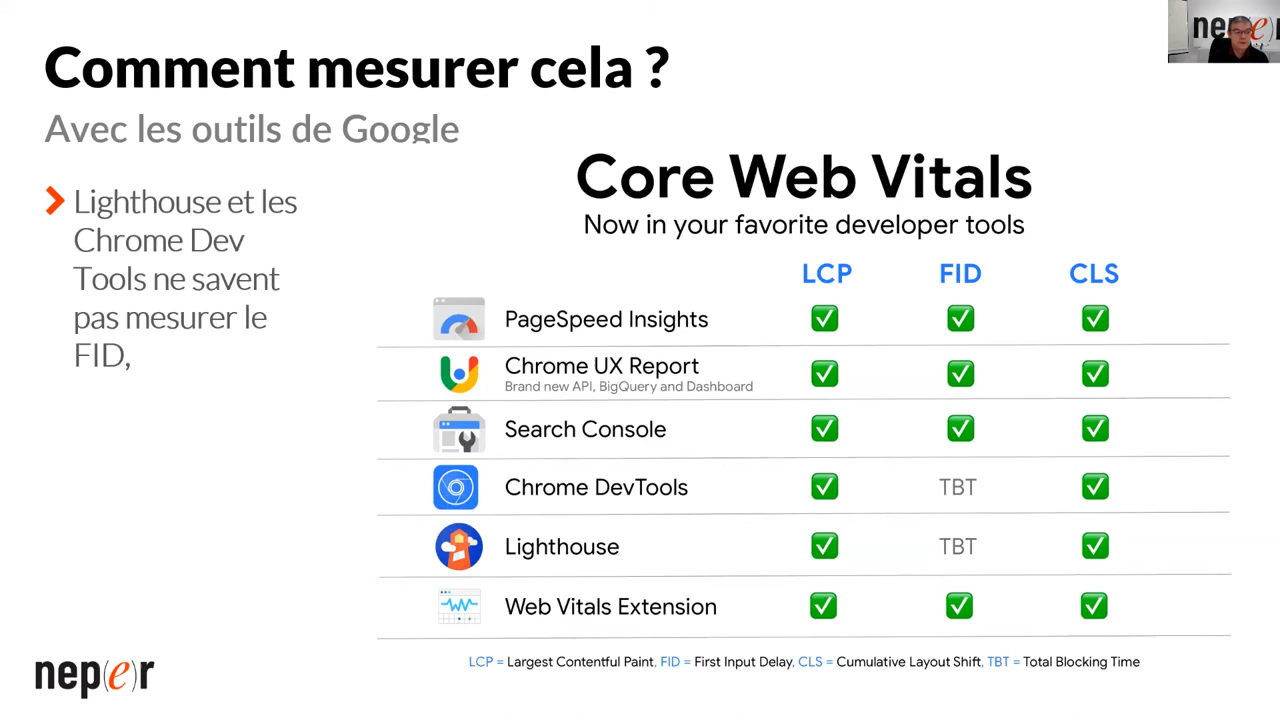 Comment mesurer cela ?
Avec les outils de Google
Lighthouse et les
Chrome Dev
Tools ne savent
pas mesurer le
FID,
Core Web Vitals
Now in your favorite developer tools
LCP FID CLS
PageSpeed Insights
Chrome UX Report
Brand new API, BigQuery and Dashboard
Search Console
Chrome DevTools TBT
Lighthouse TBT
Web Vitals Extension
LCP = Largest Contentful Paint, FID = First Input Delay, CLS = Cumulative Layout Shift, TBT = Total Blocking Time
nep(e)r